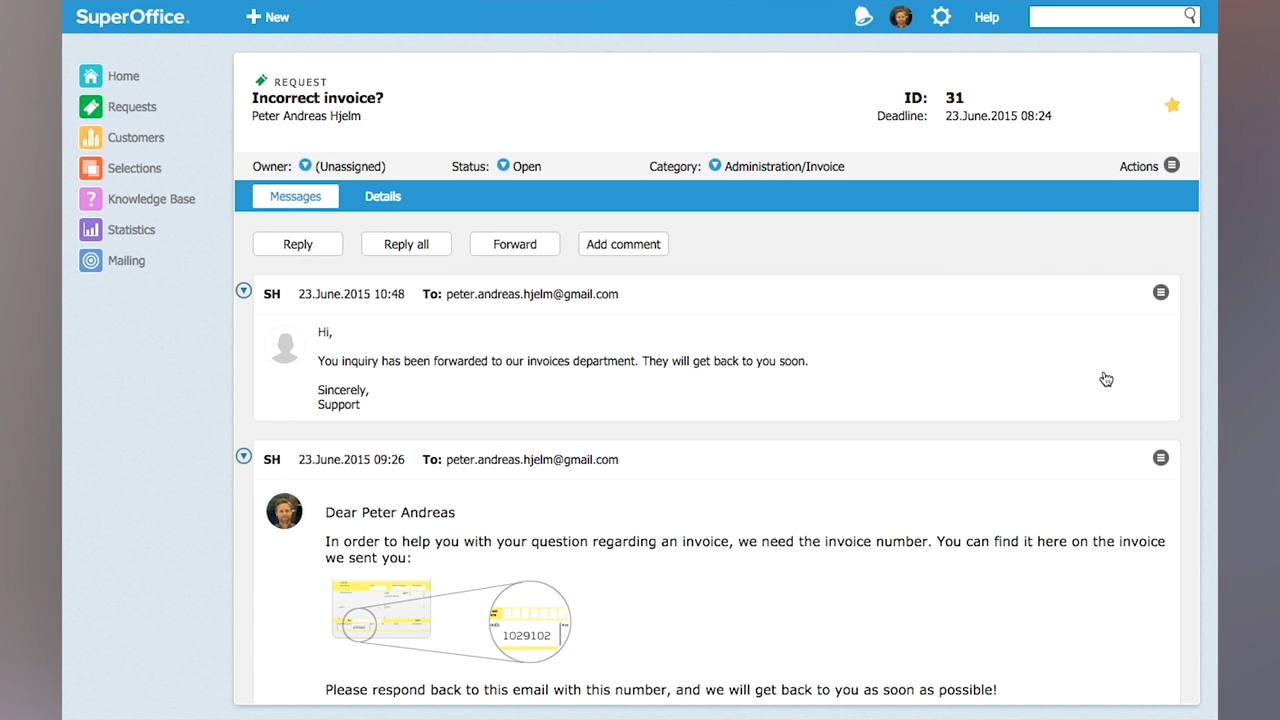 SuperOffice.
New
Help
Home
Requests
Customers
Selections
Knowledge Base
Statistics
Mailing
REQUEST
Incorrect invoice?
Peter Andreas Hjelm
ID: 31
Deadline: 23.June.2015 08:24
Owner: (Unassigned) Status: Open Category: Administration/Invoice Actions
Messages Details
Reply Reply all Forward Add comment
SH 23.June.2015 10:48 To: peter.andreas.hjelm@gmail.com
Hi,
You inquiry has been forwarded to our invoices department. They will get back to you soon.
Sincerely,
Support
SH 23.June.2015 09:26 To: peter.andreas.hjelm@gmail.com
Dear Peter Andreas
In order to help you with your question regarding an invoice, we need the invoice number. You can find it here on the invoice
we sent you:
1029102
Please respond back to this email with this number, and we will get back to you as soon as possible!